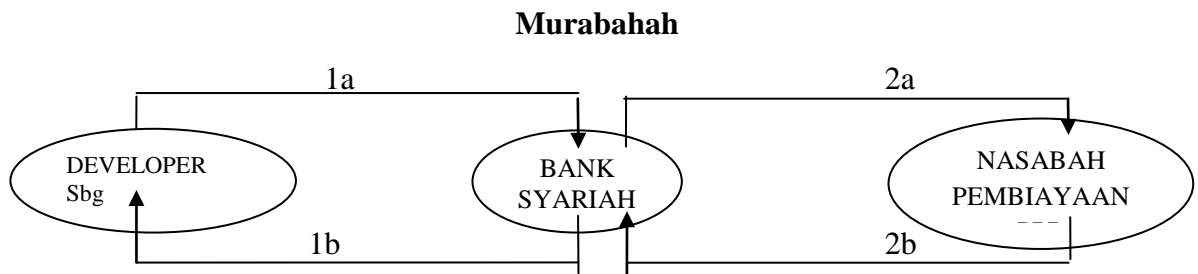 Murabahah
1a
2a
DEVELOPER
Sbg
BANK
SYARIAH
NASABAH
PEMBIAYAAN
1b
2b